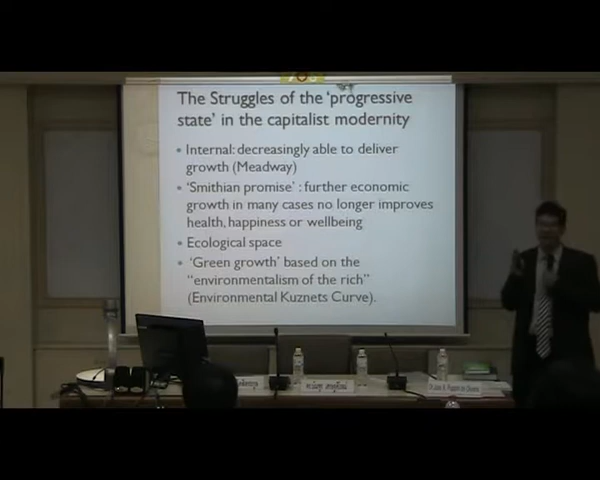 The Struggles of the 'progressive
state' in the capitalist modernity
• Internal: decreasingly able to deliver
growth (Meadway)
• 'Smithian promise' : further economic
growth in many cases no longer improves
health, happiness or wellbeing
• Ecological space
• 'Green growth' based on the
"environmentalism of the rich"
(Environmental Kuznets Curve).